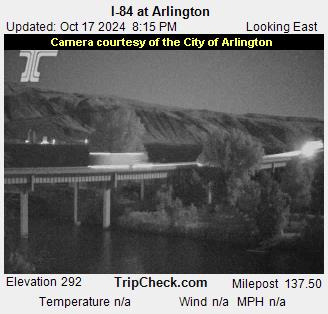 I-84 at Arlington
Updated: Oct 17 2024 8:15 PM Looking East
Camera courtesy of the City of Arlington
Elevation 292 TripCheck.com Milepost 137.50
Temperature n/a Wind n/a MPH n/a